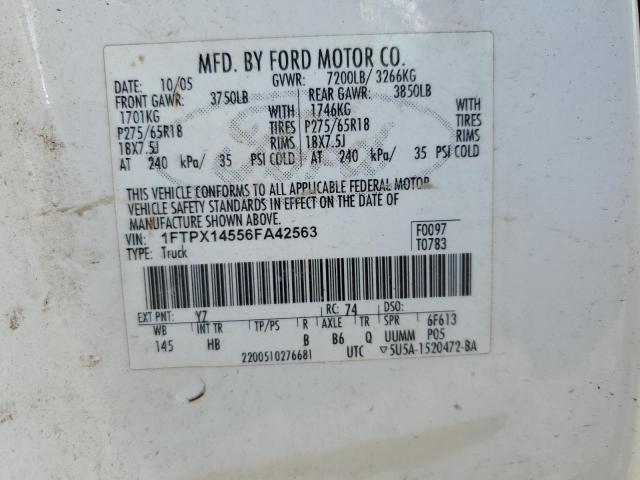 MFD. BY FORD MOTOR CO.
DATE: 10/05 GVWR: 7200LB/ 3266KG
FRONT GAWR: 3750LB REAR GAWR: 3850LB
1701KG WITH 1746KG WITH
P275/65R18 TIRES P275/65R18 TIRES
18X7.5J RIMS 18X7.5J RIMS
AT 240 kPa/ 35 PSI COLD AT 240 kPa/ 35 PSI COLD
THIS VEHICLE CONFORMS TO ALL APPLICABLE FEDERAL MOTOR
VEHICLE SAFETY STANDARDS IN EFFECT ON THE DATE OF
MANUFACTURE SHOWN ABOVE.
VIN: 1FTPX14556FA42563 F0097
TYPE: Truck T0783
EXT PNT: Y7 RC: 74 DSO:
WB INT TR TP/PS R AXLE TR SPR 6F613
145 HB B B6 Q UUMM POS
2200510276681 UTC ▽5U5A-1520472-BA
Ford